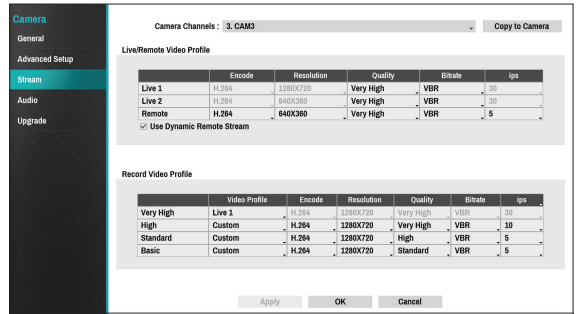 Camera
General
Advanced Setup
Stream
Audio
Upgrade
Camera Channels : 3. CAM3
Copy to Camera
Live/Remote Video Profile
Encode Resolution Quality Bitrate ips
Live 1 H.264 1280X720 Very High VBR 30
Live 2 H.264 640X360 Very High VBR 30
Remote H.264 640X360 Very High VBR 5
Use Dynamic Remote Stream
Record Video Profile
Video Profile Encode Resolution Quality Bitrate ips
Very High Live 1 H.264 1280X720 Very High VBR 30
High Custom H.264 1280X720 Very High VBR 10
Standard Custom H.264 1280X720 High VBR 5
Basic Custom H.264 1280X720 Standard VBR 5
Apply OK Cancel